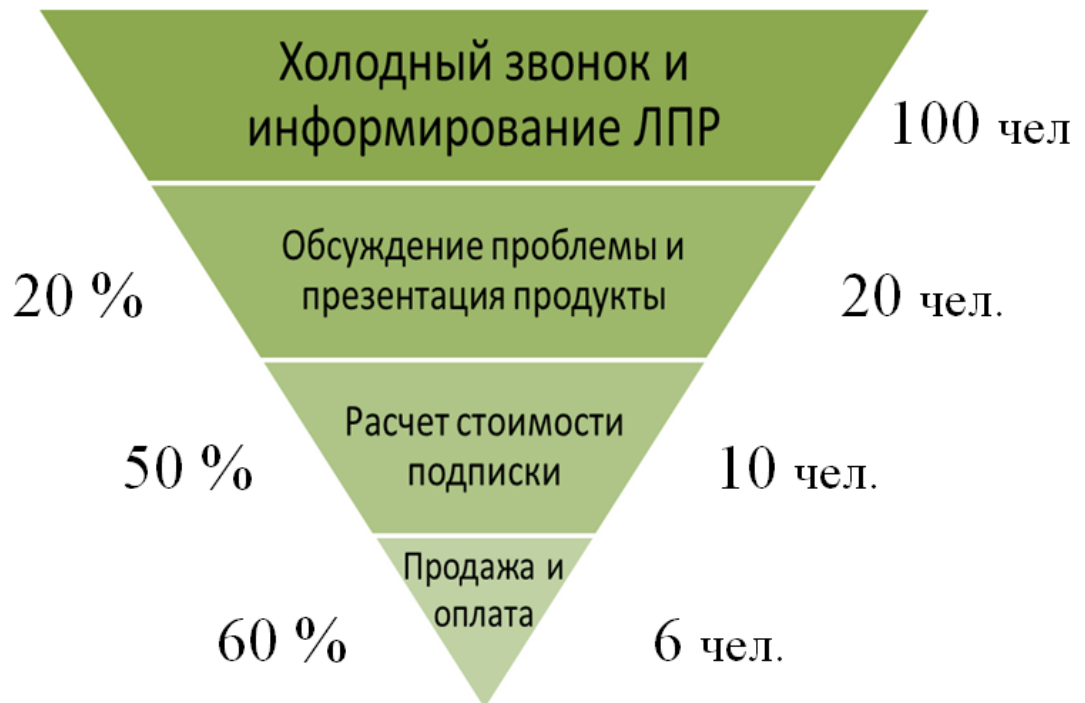 Холодный звонок и
информирование ЛПР
100 чел
Обсуждение проблемы и
презентация продукты
20 %
20 чел.
Расчет стоимости
подписки
50 %
10 чел.
Продажа и
оплата
60 %
6 чел.